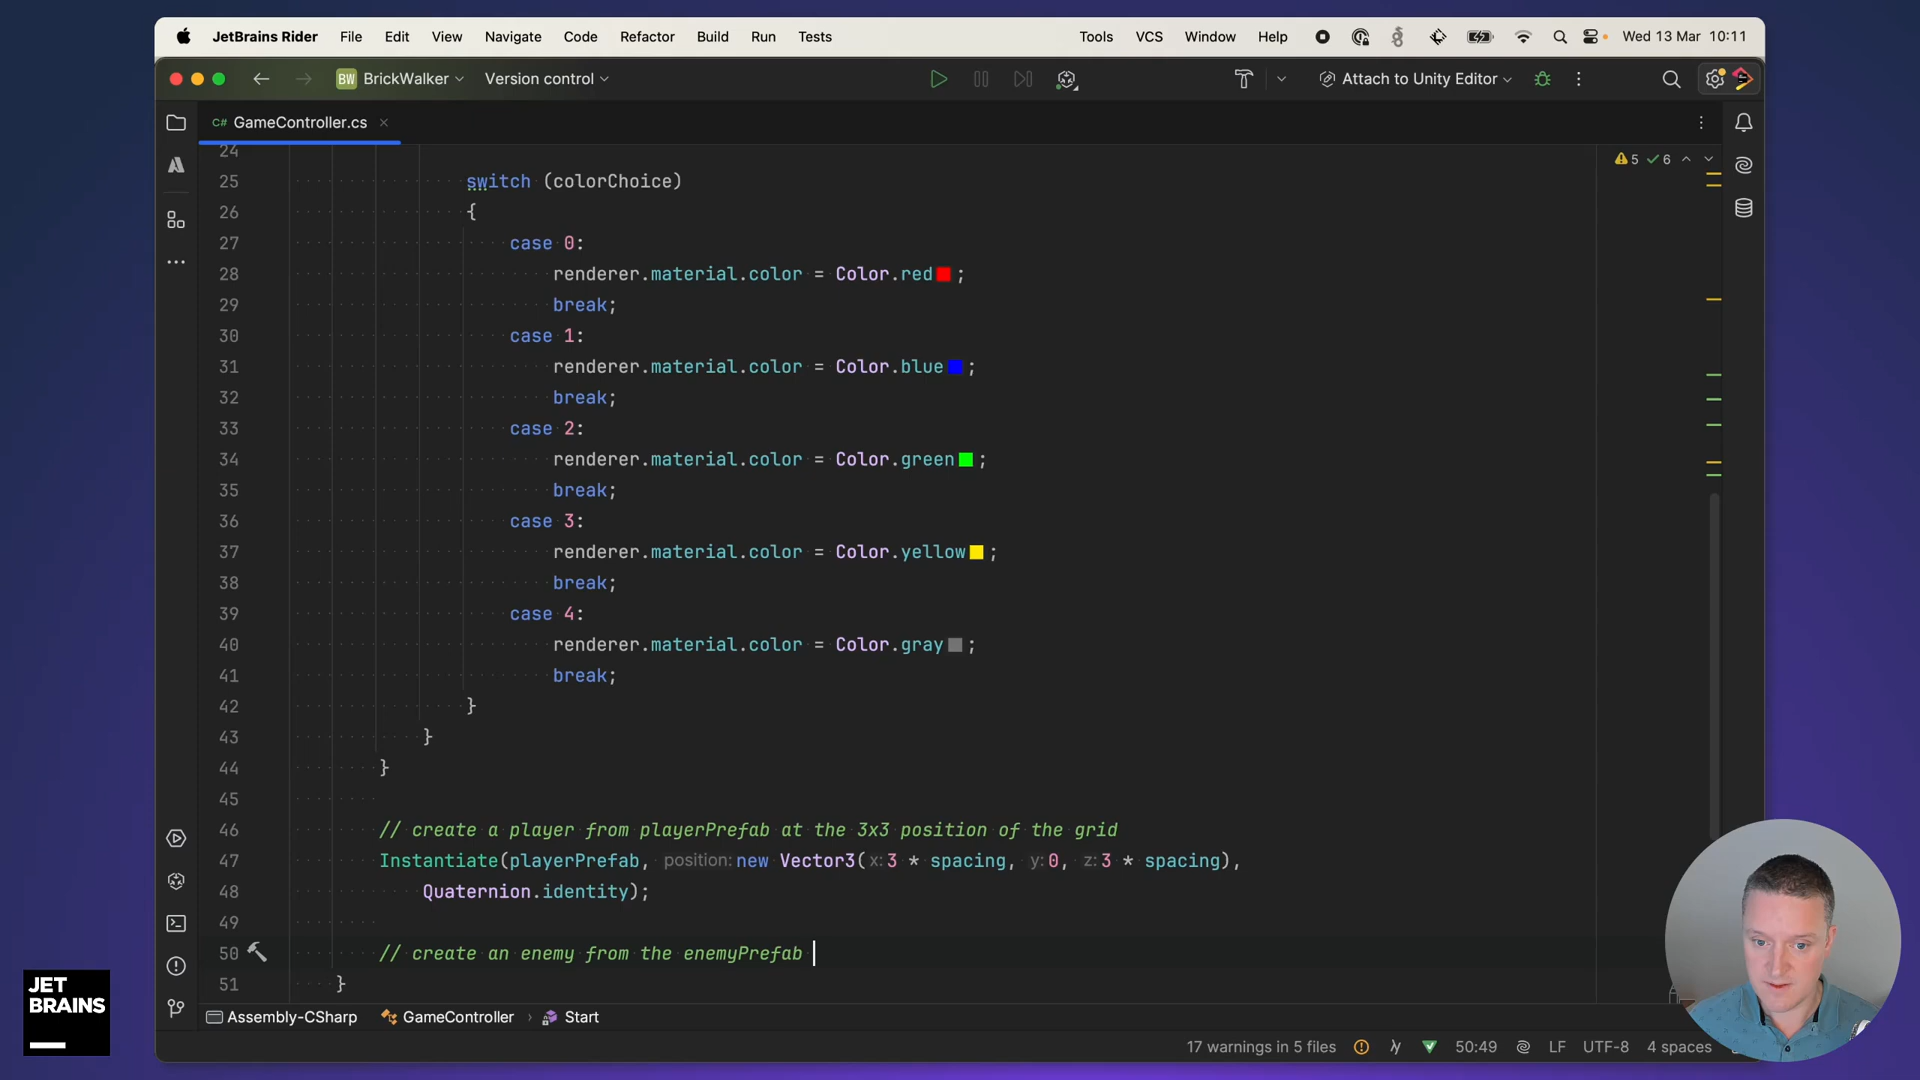 JetBrains Rider File Edit View Navigate Code Refactor Build Run Tests Tools VCS Window Help Wed 13 Mar 10:11
BW BrickWalker Version control Attach to Unity Editor
C# GameController.cs
5 6
24
25 switch (colorChoice)
26 {
27 case 0:
28 renderer.material.color = Color.red ;
29 break;
30 case 1:
31 renderer.material.color = Color.blue ;
32 break;
33 case 2:
34 renderer.material.color = Color.green ;
35 break;
36 case 3:
37 renderer.material.color = Color.yellow ;
38 break;
39 case 4:
40 renderer.material.color = Color.gray ;
41 break;
42 }
43 }
44 }
45
46 // create a player from playerPrefab at the 3x3 position of the grid
47 Instantiate(playerPrefab, position: new Vector3( x: 3 * spacing, y: 0, z: 3 * spacing),
48 Quaternion.identity);
49
50 // create an enemy from the enemyPrefab
51 }
Assembly-CSharp GameController › Start
17 warnings in 5 files 50:49 LF UTF-8 4 spaces
JET
BRAINS